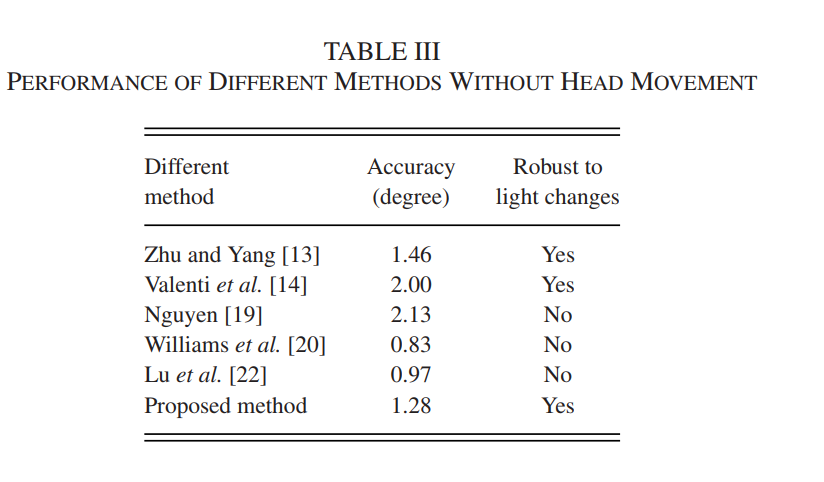 TABLE III
PERFORMANCE OF DIFFERENT METHODS WITHOUT HEAD MOVEMENT
Different method Accuracy (degree) Robust to light changes
Zhu and Yang [13] 1.46 Yes
Valenti et al. [14] 2.00 Yes
Nguyen [19] 2.13 No
Williams et al. [20] 0.83 No
Lu et al. [22] 0.97 No
Proposed method 1.28 Yes